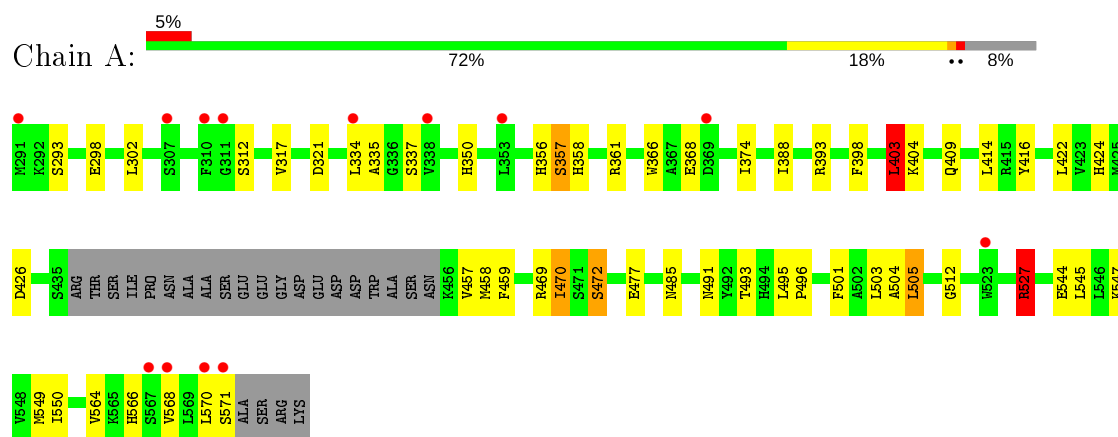 5%
Chain A:
72% 18% •• 8%
M291 K292 S293 E298 L302 S307 F310 G311 S312 V317 D321 L334 A335 G336 S337 V338 H350 L353 H356 S357 H358 R361 W366 A367 E368 D369 I374 I388 R393 F398 L403 K404 Q409 L414 R415 Y416 L422 V423 H424 M425
D426 S435 ARG THR SER ILE PRO ASN ALA ALA SER GLU GLU GLY ASP GLU ASP ASP TRP ALA SER ASN K456 V457 M458 F459 R469 I470 S471 S472 E477 N485 N491 Y492 T493 H494 L495 P496 F501 A502 L503 A504 L505 G512 W523 R527 E544 L545 L546 K547
V548 M549 I550 V564 K565 H566 S567 V568 L569 L570 S571 ALA SER ARG LYS